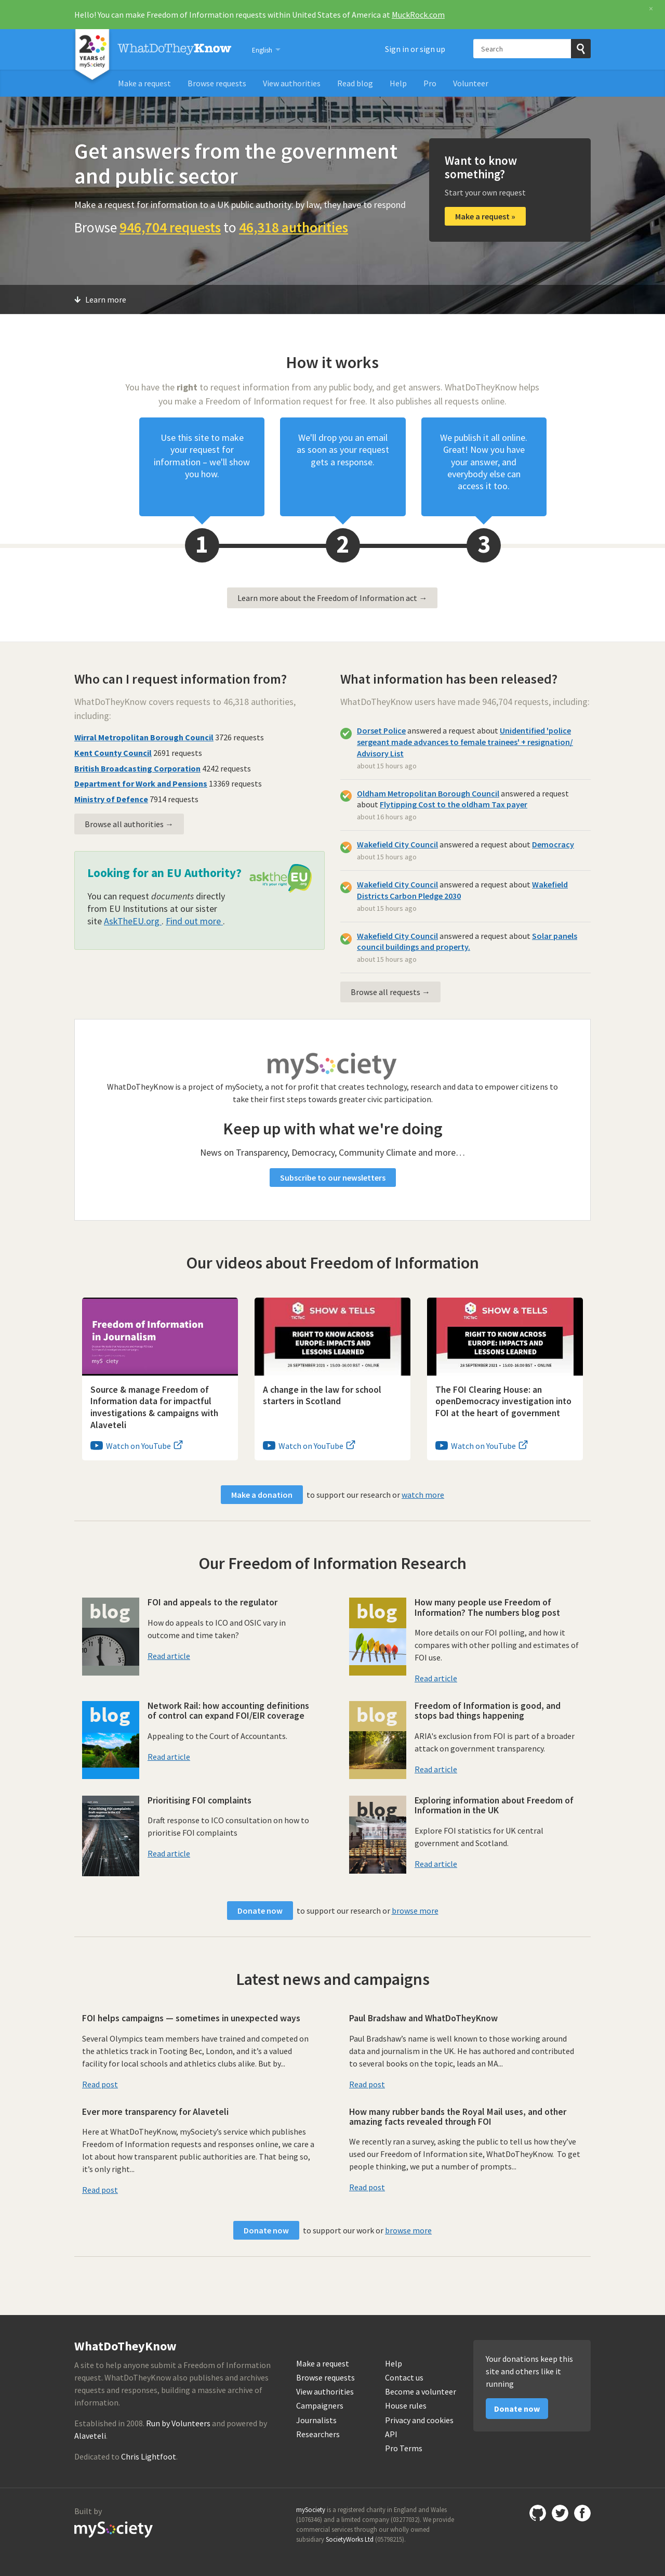 Hello! You can make Freedom of Information requests within United States of America at MuckRock.com
×
20
YEARS of
mySociety
WhatDoTheyKnow
English
Sign in or sign up
Search
Make a request
Browse requests
View authorities
Read blog
Help
Pro
Volunteer
Get answers from the government
and public sector
Make a request for information to a UK public authority: by law, they have to respond
Browse 946,704 requests to 46,318 authorities
Want to know
something?
Start your own request
Make a request »
Learn more
How it works
You have the right to request information from any public body, and get answers. WhatDoTheyKnow helps
you make a Freedom of Information request for free. It also publishes all requests online.
Use this site to make
your request for
information – we'll show
you how.
We'll drop you an email
as soon as your request
gets a response.
We publish it all online.
Great! Now you have
your answer, and
everybody else can
access it too.
1
2
3
Learn more about the Freedom of Information act →
Who can I request information from?
WhatDoTheyKnow covers requests to 46,318 authorities,
including:
Wirral Metropolitan Borough Council 3726 requests
Kent County Council 2691 requests
British Broadcasting Corporation 4242 requests
Department for Work and Pensions 13369 requests
Ministry of Defence 7914 requests
Browse all authorities →
Looking for an EU Authority?
asktheEU
it's your right
You can request documents directly
from EU Institutions at our sister
site AskTheEU.org . Find out more .
What information has been released?
WhatDoTheyKnow users have made 946,704 requests, including:
Dorset Police answered a request about Unidentified 'police
sergeant made advances to female trainees' + resignation/
Advisory List
about 15 hours ago
Oldham Metropolitan Borough Council answered a request
about Flytipping Cost to the oldham Tax payer
about 16 hours ago
Wakefield City Council answered a request about Democracy
about 15 hours ago
Wakefield City Council answered a request about Wakefield
Districts Carbon Pledge 2030
about 15 hours ago
Wakefield City Council answered a request about Solar panels
council buildings and property.
about 15 hours ago
Browse all requests →
mySociety
WhatDoTheyKnow is a project of mySociety, a not for profit that creates technology, research and data to empower citizens to
take their first steps towards greater civic participation.
Keep up with what we're doing
News on Transparency, Democracy, Community Climate and more…
Subscribe to our newsletters
Our videos about Freedom of Information
Freedom of Information
in Journalism
mySociety
Source & manage Freedom of
Information data for impactful
investigations & campaigns with
Alaveteli
Watch on YouTube
TICTeC
SHOW & TELLS
RIGHT TO KNOW ACROSS
EUROPE: IMPACTS AND
LESSONS LEARNED
A change in the law for school
starters in Scotland
Watch on YouTube
TICTeC
SHOW & TELLS
RIGHT TO KNOW ACROSS
EUROPE: IMPACTS AND
LESSONS LEARNED
The FOI Clearing House: an
openDemocracy investigation into
FOI at the heart of government
Watch on YouTube
Make a donation to support our research or watch more
Our Freedom of Information Research
blog
FOI and appeals to the regulator
How do appeals to ICO and OSIC vary in
outcome and time taken?
Read article
blog
How many people use Freedom of
Information? The numbers blog post
More details on our FOI polling, and how it
compares with other polling and estimates of
FOI use.
Read article
blog
Network Rail: how accounting definitions
of control can expand FOI/EIR coverage
Appealing to the Court of Accountants.
Read article
blog
Freedom of Information is good, and
stops bad things happening
ARIA's exclusion from FOI is part of a broader
attack on government transparency.
Read article
Prioritising FOI complaints
Prioritising FOI complaints
Draft response to ICO consultation on how to
prioritise FOI complaints
Read article
blog
Exploring information about Freedom of
Information in the UK
Explore FOI statistics for UK central
government and Scotland.
Read article
Donate now to support our research or browse more
Latest news and campaigns
FOI helps campaigns — sometimes in unexpected ways
Several Olympics team members have trained and competed on
the athletics track in Tooting Bec, London, and it's a valued
facility for local schools and athletics clubs alike. But by...
Read post
Paul Bradshaw and WhatDoTheyKnow
Paul Bradshaw's name is well known to those working around
data and journalism in the UK. He has authored and contributed
to several books on the topic, leads an MA...
Read post
Ever more transparency for Alaveteli
Here at WhatDoTheyKnow, mySociety's service which publishes
Freedom of Information requests and responses online, we care a
lot about how transparent public authorities are. That being so,
it's only right...
Read post
How many rubber bands the Royal Mail uses, and other
amazing facts revealed through FOI
We recently ran a survey, asking the public to tell us how they've
used our Freedom of Information site, WhatDoTheyKnow. To get
people thinking, we put a number of prompts...
Read post
Donate now to support our work or browse more
WhatDoTheyKnow
A site to help anyone submit a Freedom of Information
request. WhatDoTheyKnow also publishes and archives
requests and responses, building a massive archive of
information.
Established in 2008. Run by Volunteers and powered by
Alaveteli.
Dedicated to Chris Lightfoot.
Make a request
Browse requests
View authorities
Campaigners
Journalists
Researchers
Help
Contact us
Become a volunteer
House rules
Privacy and cookies
API
Pro Terms
Your donations keep this
site and others like it
running
Donate now
Built by
mySociety
mySociety is a registered charity in England and Wales
(1076346) and a limited company (03277032). We provide
commercial services through our wholly owned
subsidiary SocietyWorks Ltd (05798215).